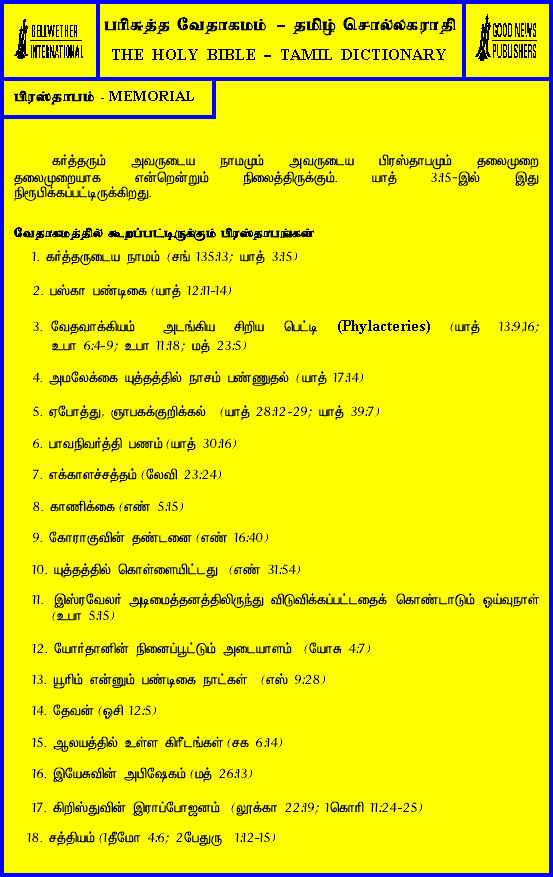 BELLWETHER
INTERNATIONAL
பரிசுத்த வேதாகமம் – தமிழ் சொல்லகராதி
THE HOLY BIBLE – TAMIL DICTIONARY
GOOD NEWS
PUBLISHERS
பிரஸ்தாபம் - MEMORIAL
கர்த்தரும் அவருடைய நாமமும் அவருடைய பிரஸ்தாபமும் தலைமுறை
தலைமுறையாக என்றென்றும் நிலைத்திருக்கும். யாத் 3:15-இல் இது
நிரூபிக்கப்பட்டிருக்கிறது.
வேதாகமத்தில் கூறப்பட்டிருக்கும் பிரஸ்தாபங்கள்
1. கர்த்தருடைய நாமம் (சங் 135:13; யாத் 3:15)
2. பஸ்கா பண்டிகை (யாத் 12:11-14)
3. வேதவாக்கியம் அடங்கிய சிறிய பெட்டி (Phylacteries) (யாத் 13:9,16;
உபா 6:4-9; உபா 11:18; மத் 23:5)
4. அமலேக்கை யுத்தத்தில் நாசம் பண்ணுதல் (யாத் 17:14)
5. ஏபோத்து, ஞாபகக்குறிக்கல் (யாத் 28:12-29; யாத் 39:7)
6. பாவநிவர்த்தி பணம் (யாத் 30:16)
7. எக்காளச்சத்தம் (லேவி 23:24)
8. காணிக்கை (எண் 5:15)
9. கோராகுவின் தண்டனை (எண் 16:40)
10. யுத்தத்தில் கொள்ளையிட்டது (எண் 31:54)
11. இஸ்ரவேலர் அடிமைத்தனத்திலிருந்து விடுவிக்கப்பட்டதைக் கொண்டாடும் ஓய்வுநாள்
(உபா 5:15)
12. யோர்தானின் நினைப்பூட்டும் அடையாளம் (யோசு 4:7)
13. யூரிம் என்னும் பண்டிகை நாட்கள் (எஸ் 9:28)
14. தேவன் (ஓசி 12:5)
15. ஆலயத்தில் உள்ள கிரீடங்கள் (சக 6:14)
16. இயேசுவின் அபிஷேகம் (மத் 26:13)
17. கிறிஸ்துவின் இராப்போஜனம் (லூக்கா 22:19; 1கொரி 11:24-25)
18. சத்தியம் (1தீமோ 4:6; 2பேதுரு 1:12-15)